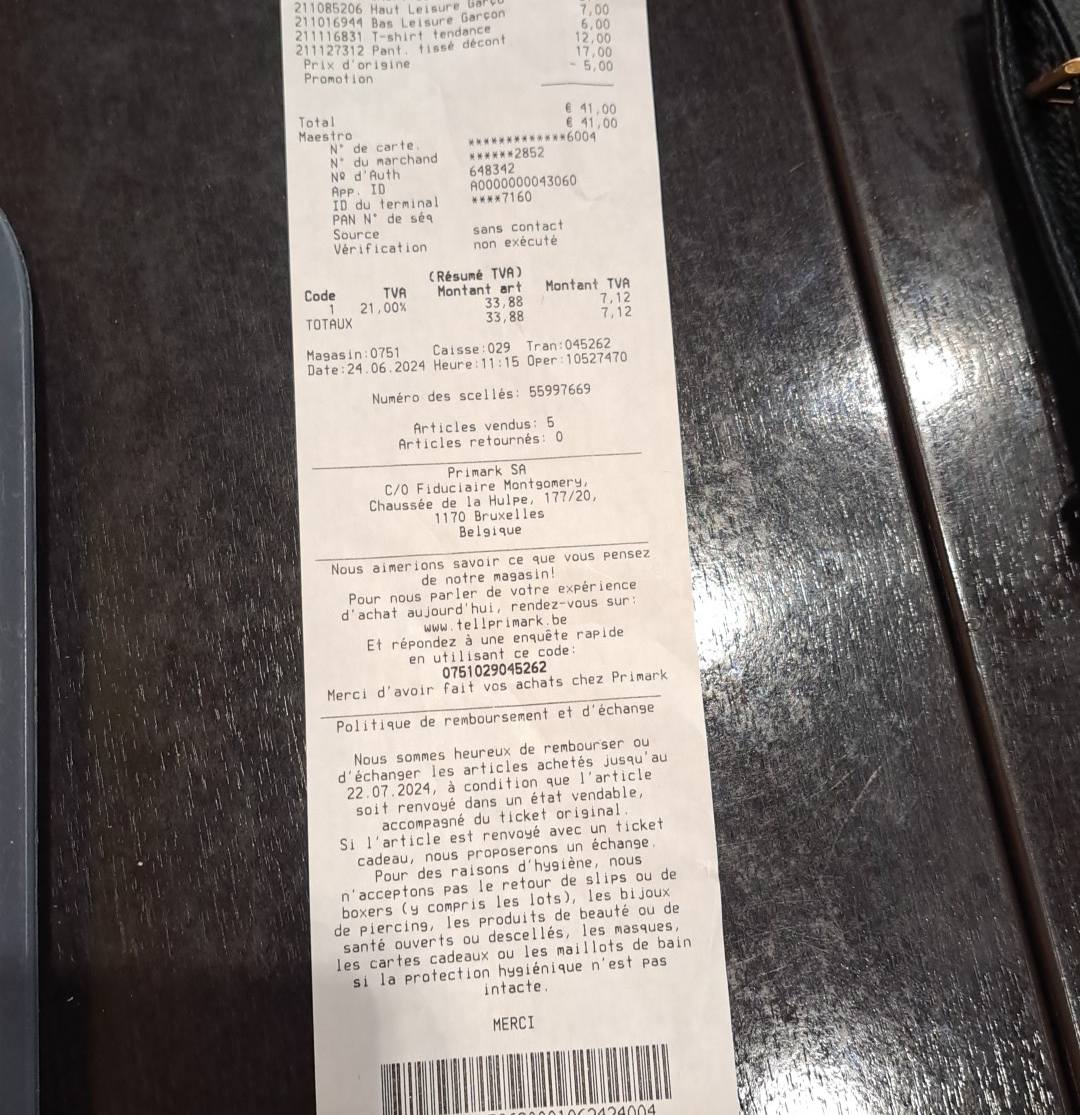 211085206 Haut Leisure Garço
211016944 Bas Leisure Garçon 7,00
211116831 T-shirt tendance 6,00
211127312 Pant. tissé décont 12,00
Prix d'origine 17,00
Promotion - 5,00
Total € 41,00
Maestro € 41,00
N° de carte. *************6004
N° du marchand ******2852
Nº d'Auth 648342
App. ID A0000000043060
ID du terminal ****7160
PAN N° de séq
Source sans contact
Vérification non exécuté
(Résumé TVA)
Code TVA Montant art Montant TVA
1 21,00% 33,88 7,12
TOTAUX 33,88 7,12
Magasin:0751 Caisse:029 Tran:045262
Date:24.06.2024 Heure:11:15 Oper:10527470
Numéro des scellés: 55997669
Articles vendus: 5
Articles retournés: 0
Primark SA
C/O Fiduciaire Montgomery,
Chaussée de la Hulpe, 177/20,
1170 Bruxelles
Belgique
Nous aimerions savoir ce que vous pensez
de notre magasin!
Pour nous parler de votre expérience
d'achat aujourd'hui, rendez-vous sur:
www.tellprimark.be
Et répondez à une enquête rapide
en utilisant ce code:
0751029045262
Merci d'avoir fait vos achats chez Primark
Politique de remboursement et d'échange
Nous sommes heureux de rembourser ou
d'échanger les articles achetés jusqu'au
22.07.2024, à condition que l'article
soit renvoyé dans un état vendable,
accompagné du ticket original.
Si l'article est renvoyé avec un ticket
cadeau, nous proposerons un échange.
Pour des raisons d'hygiène, nous
n'acceptons pas le retour de slips ou de
boxers (y compris les lots), les bijoux
de piercing, les produits de beauté ou de
santé ouverts ou descellés, les masques,
les cartes cadeaux ou les maillots de bain
si la protection hygiénique n'est pas
intacte.
MERCI